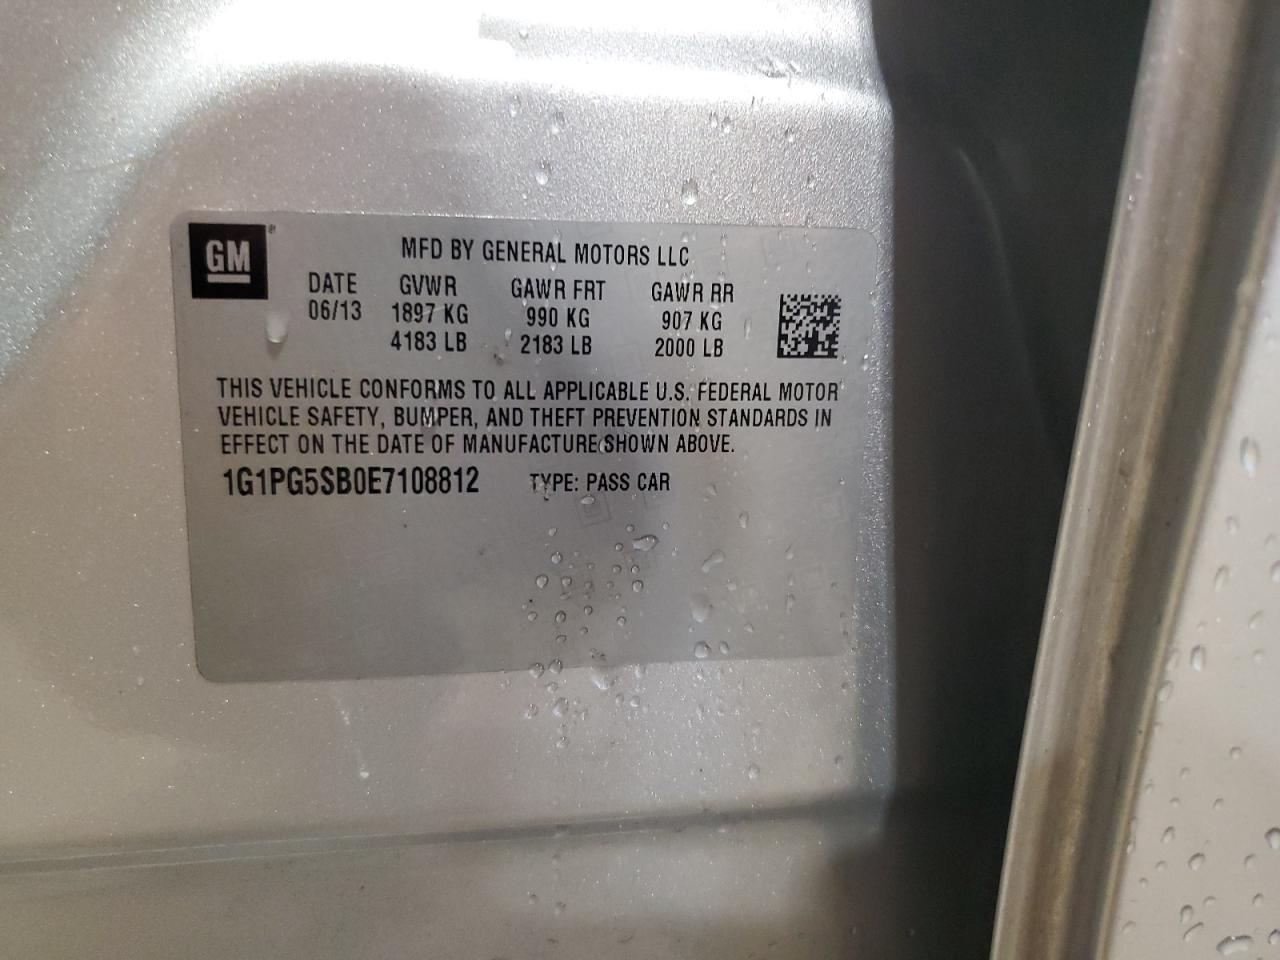 GM ®
MFD BY GENERAL MOTORS LLC
DATE GVWR GAWR FRT GAWR RR
06/13 1897 KG 990 KG 907 KG
4183 LB 2183 LB 2000 LB
THIS VEHICLE CONFORMS TO ALL APPLICABLE U.S. FEDERAL MOTOR
VEHICLE SAFETY, BUMPER, AND THEFT PREVENTION STANDARDS IN
EFFECT ON THE DATE OF MANUFACTURE SHOWN ABOVE.
1G1PG5SB0E7108812 TYPE: PASS CAR